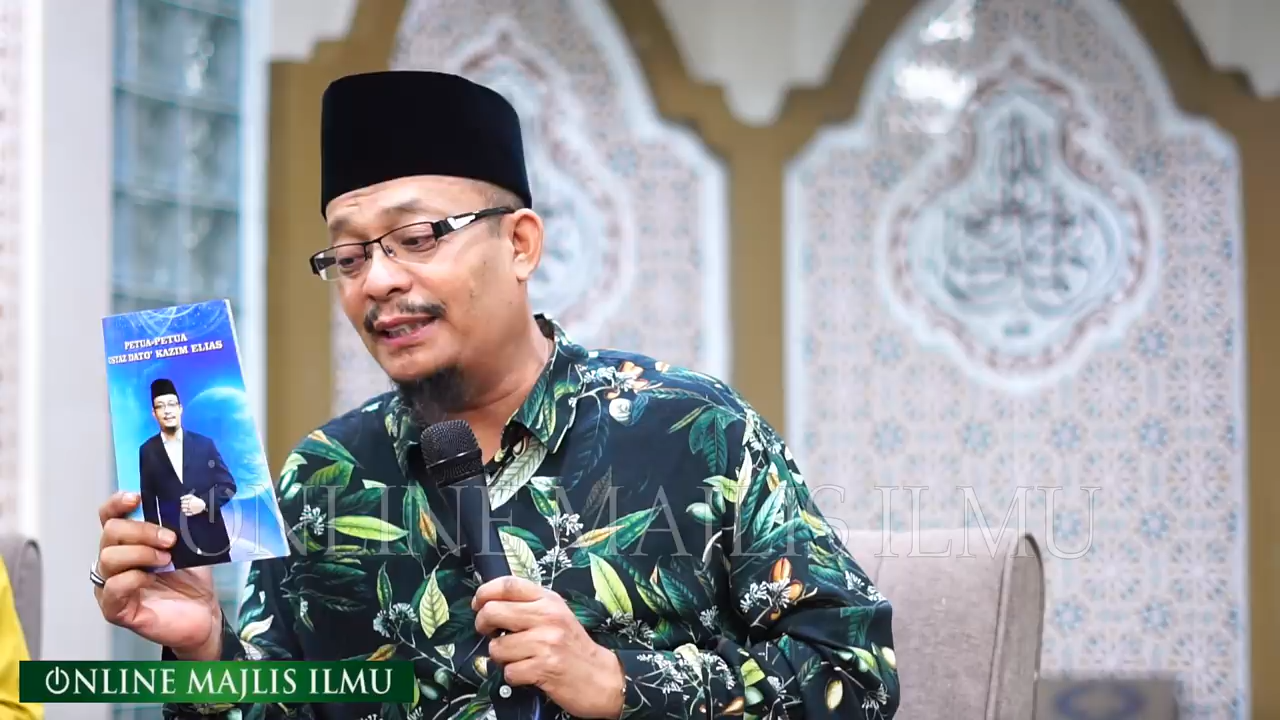 PETUA-PETUA
USTAZ DATO' KAZIM ELIAS
ONLINE MAJLIS ILMU
ONLINE MAJLIS ILMU